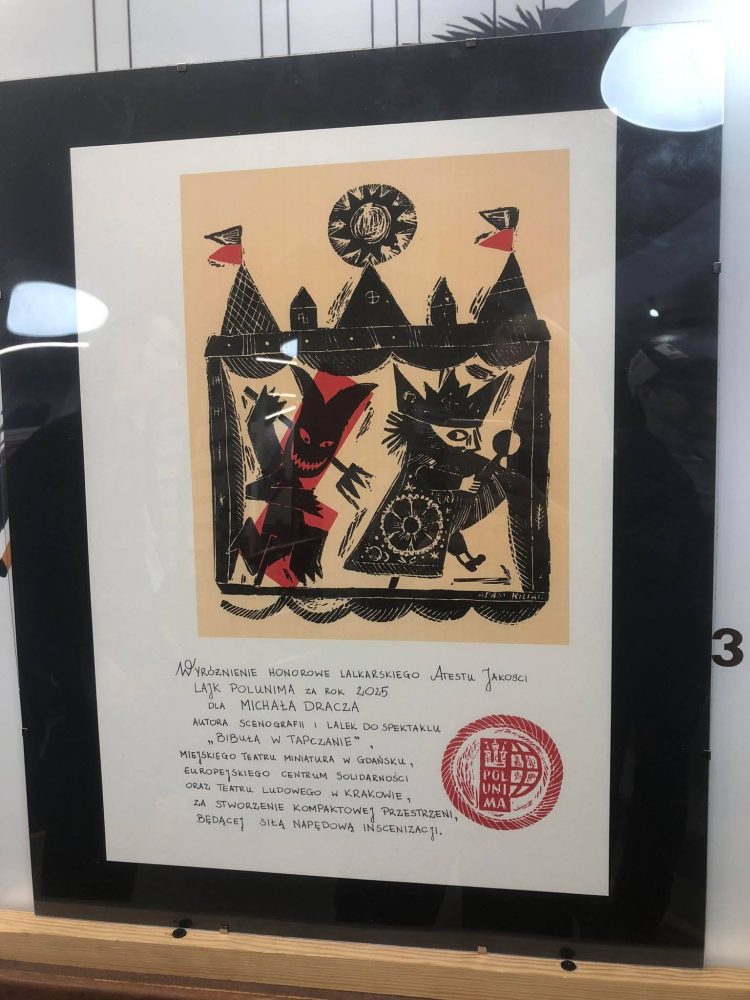 ADAM KILIAN
WYRÓŻNIENIE HONOROWE LALKARSKIEGO ATESTU JAKOŚCI
LAJK POLUNIMA ZA ROK 2025
DLA MICHAŁA DRACZA
AUTORA SCENOGRAFII I LALEK DO SPEKTAKLU
„BIBUŁA W TAPCZANIE",
MIEJSKIEGO TEATRU MINIATURA W GDAŃSKU,
EUROPEJSKIEGO CENTRUM SOLIDARNOŚCI
ORAZ TEATRU LUDOWEGO W KRAKOWIE,
ZA STWORZENIE KOMPAKTOWEJ PRZESTRZENI,
BĘDĄCEJ SIŁĄ NAPĘDOWĄ INSCENIZACJI.
POL
UNI
MA
3